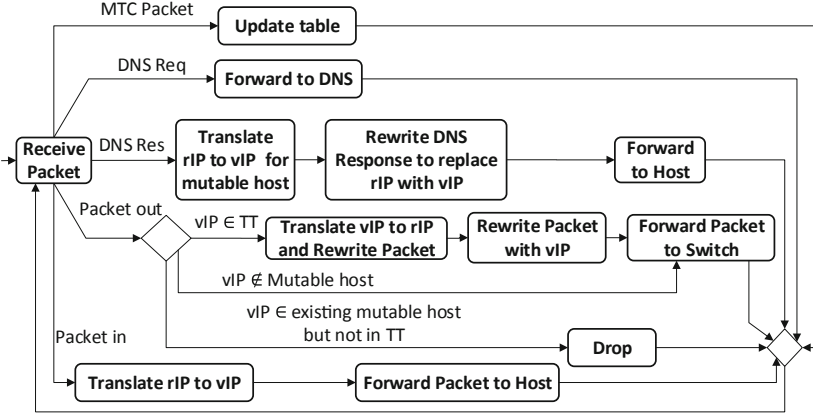 MTC Packet
Update table
DNS Req
Forward to DNS
Receive
Packet
DNS Res
Translate
rIP to vIP for
mutable host
Rewrite DNS
Response to replace
rIP with vIP
Forward
to Host
Packet out
vIP ∈ TT
Translate vIP to rIP
and Rewrite Packet
Rewrite Packet
with vIP
Forward Packet
to Switch
vIP ∉ Mutable host
vIP ∈ existing mutable host
but not in TT
Drop
Packet in
Translate rIP to vIP
Forward Packet to Host